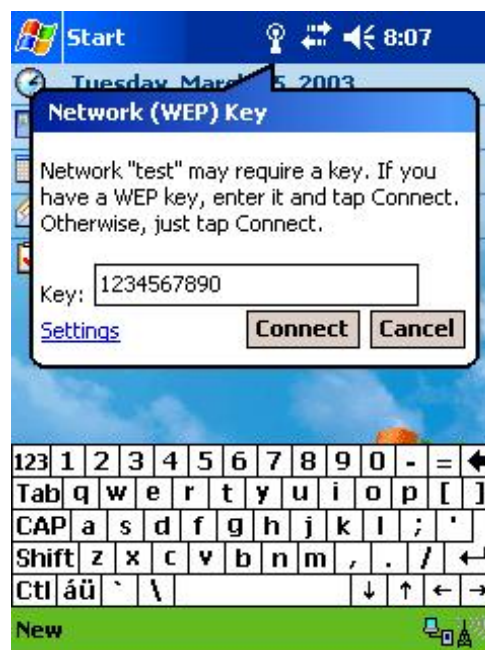 Start 8:07
Tuesday, Mar 5, 2003
Network (WEP) Key
Network "test" may require a key. If you
have a WEP key, enter it and tap Connect.
Otherwise, just tap Connect.
Key: 1234567890
Settings Connect Cancel
123 1 2 3 4 5 6 7 8 9 0 - =
Tab q w e r t y u i o p [ ]
CAP a s d f g h j k l ; '
Shift z x c v b n m , . /
Ctl áü ` \ ↓ ↑ ← →
New